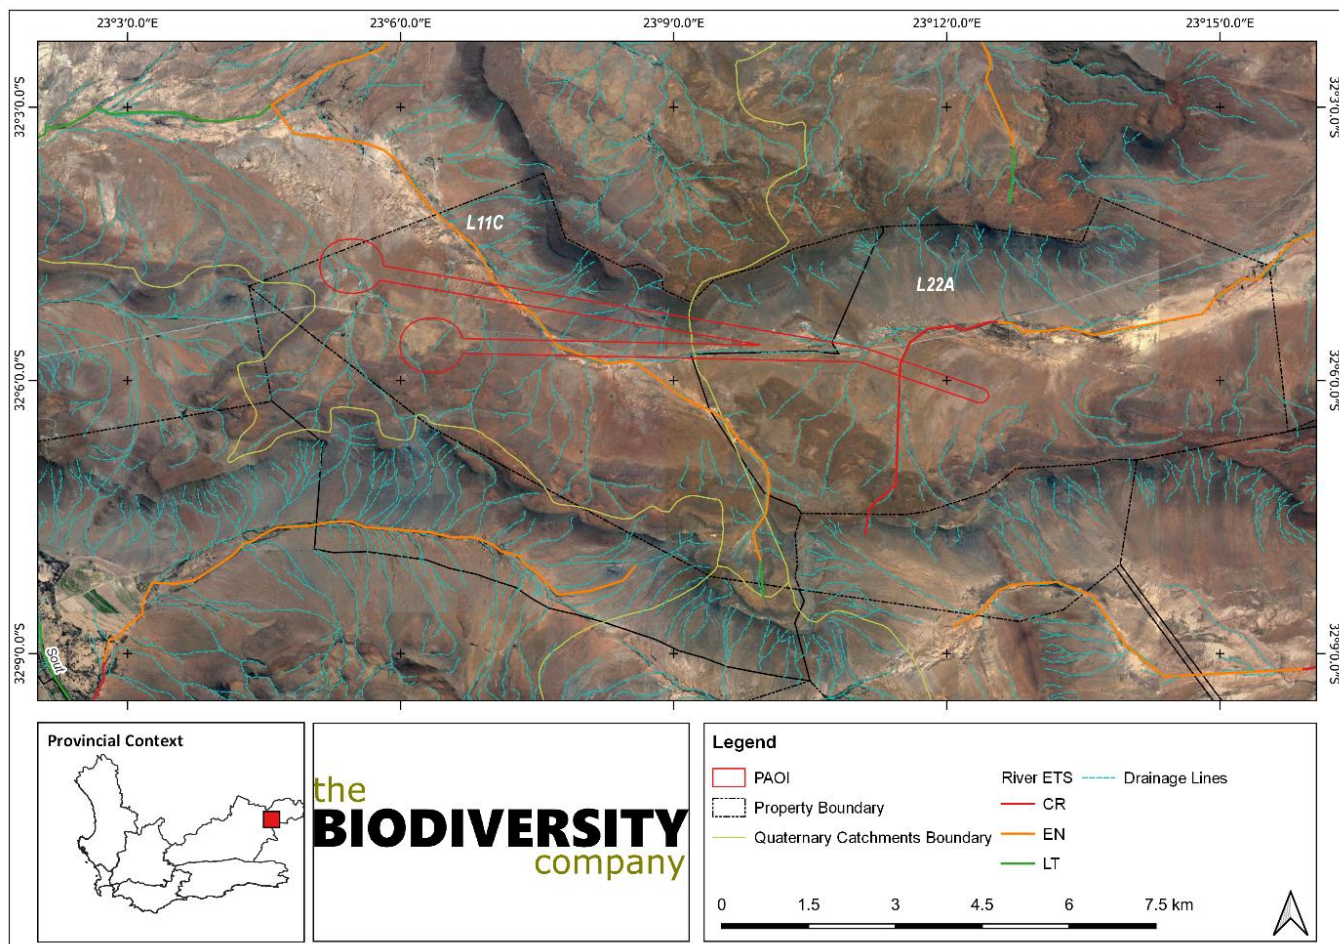 23°3'0.0"E 23°6'0.0"E 23°9'0.0"E 23°12'0.0"E 23°15'0.0"E
32°3'0.0"S 32°3'0.0"S
L11C
L22A
32°6'0.0"S 32°6'0.0"S
32°9'0.0"S 32°9'0.0"S
Sout
Provincial Context
the
BIODIVERSITY
company
Legend
PAOI
Property Boundary
Quaternary Catchments Boundary
River ETS
CR
EN
LT
Drainage Lines
0 1.5 3 4.5 6 7.5 km